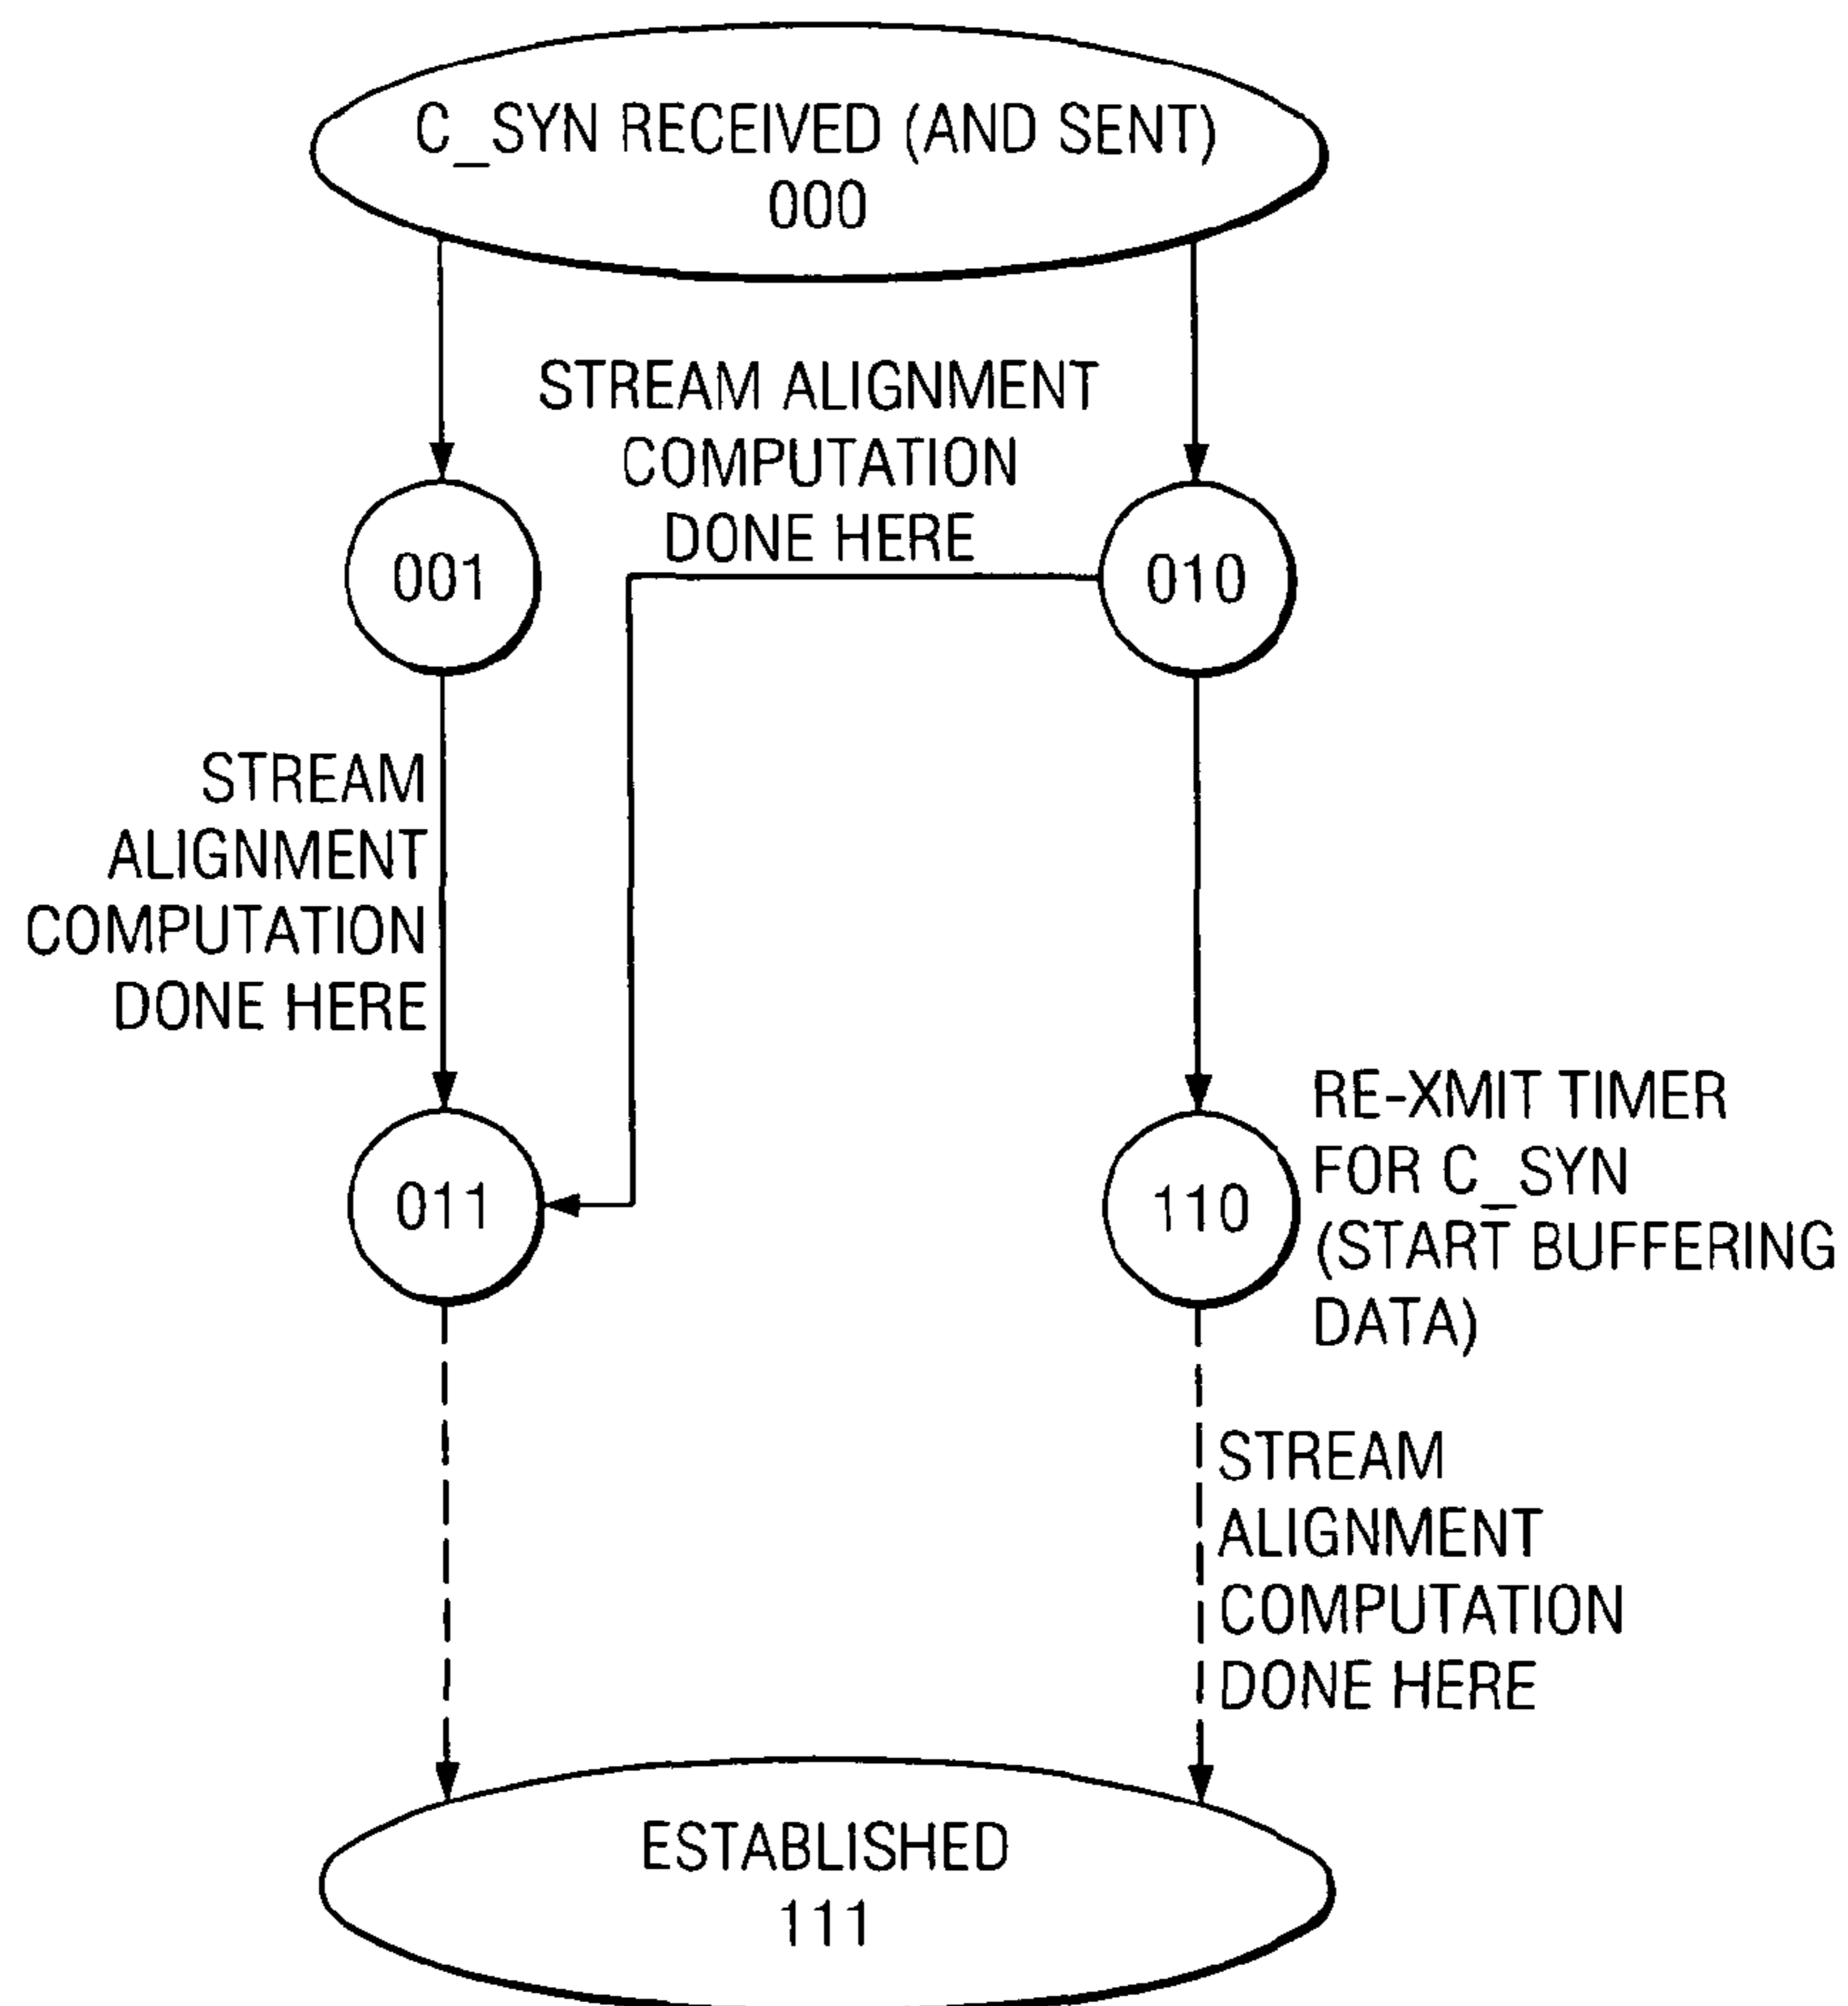 C_SYN RECEIVED (AND SENT)
000
STREAM ALIGNMENT
COMPUTATION
DONE HERE
001
010
STREAM
ALIGNMENT
COMPUTATION
DONE HERE
011
110
RE-XMIT TIMER
FOR C_SYN
(START BUFFERING
DATA)
STREAM
ALIGNMENT
COMPUTATION
DONE HERE
ESTABLISHED
111